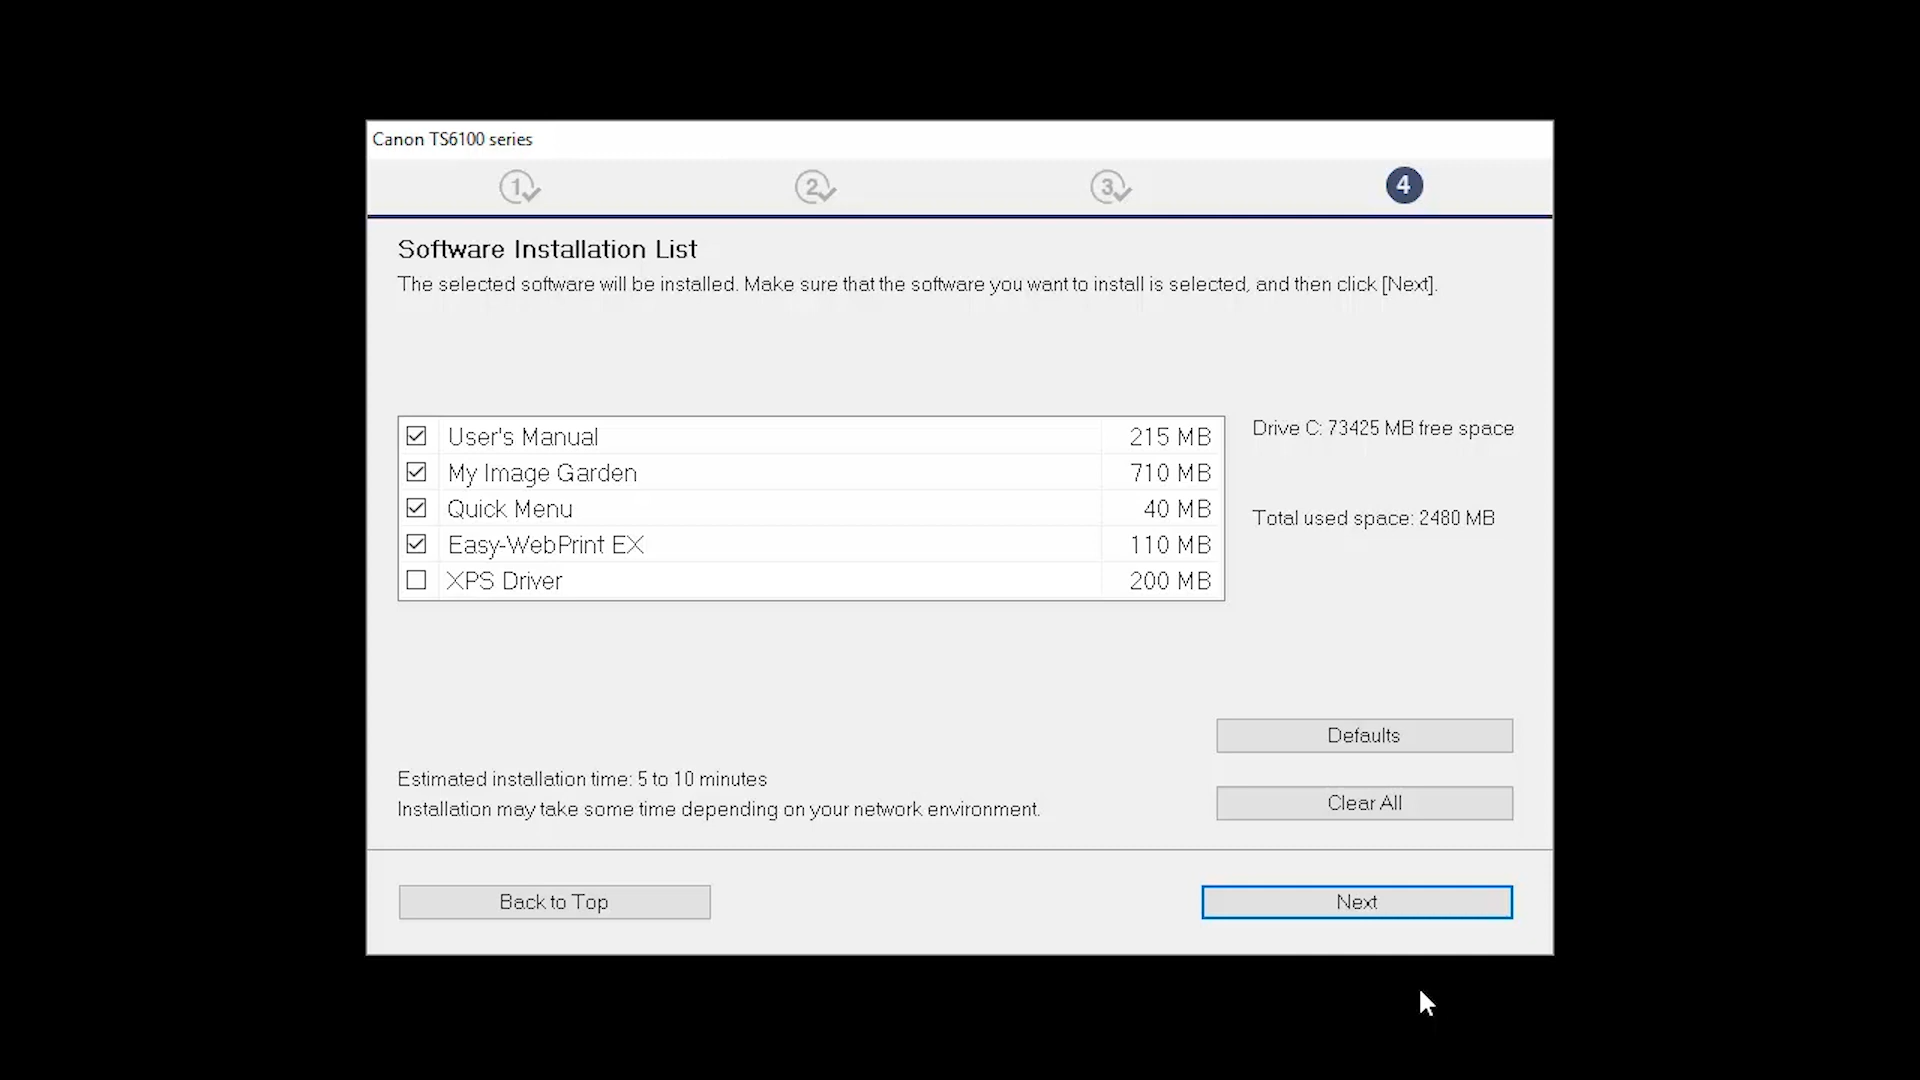 Canon TS6100 series
1 2 3 4
Software Installation List
The selected software will be installed. Make sure that the software you want to install is selected, and then click [Next].
User's Manual 215 MB
My Image Garden 710 MB
Quick Menu 40 MB
Easy-WebPrint EX 110 MB
XPS Driver 200 MB
Drive C: 73425 MB free space
Total used space: 2480 MB
Defaults
Estimated installation time: 5 to 10 minutes
Clear All
Installation may take some time depending on your network environment.
Back to Top
Next